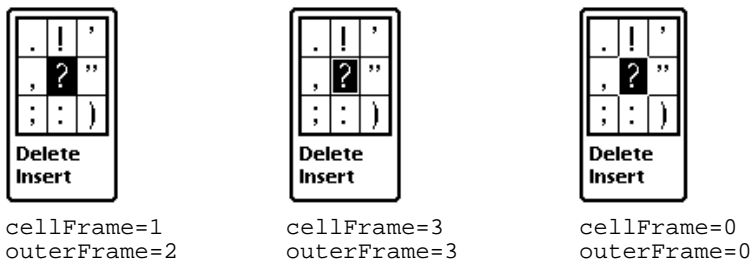 . ! ’
, ? ”
; : )
Delete
Insert
cellFrame=1
outerFrame=2
. ! ’
, ? ”
; : )
Delete
Insert
cellFrame=3
outerFrame=3
. ! ’
, ? ”
; : )
Delete
Insert
cellFrame=0
outerFrame=0